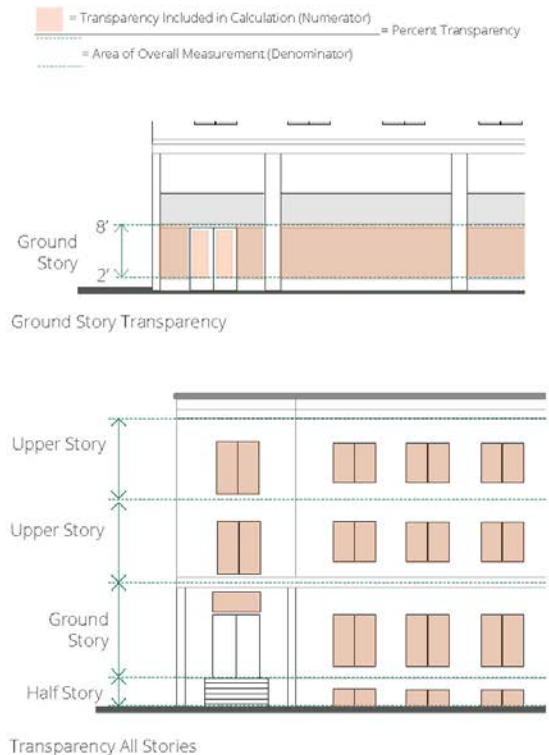 = Transparency Included in Calculation (Numerator)
= Percent Transparency
= Area of Overall Measurement (Denominator)
8'
Ground
Story
2'
Ground Story Transparency
Upper Story
Upper Story
Ground
Story
Half Story
Transparency All Stories